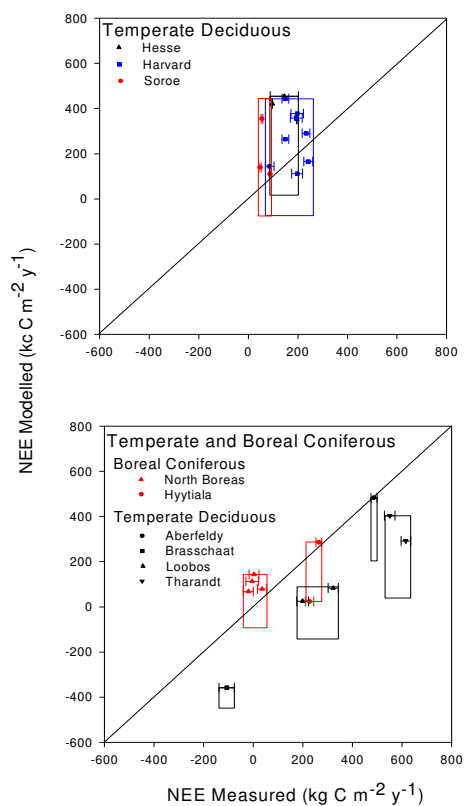 Temperate Deciduous
Hesse
Harvard
Soroe
800
600
400
200
0
-200
-400
-600
-600 -400 -200 0 200 400 600 800
NEE Modelled (kc C m-2 y-1)
Temperate and Boreal Coniferous
Boreal Coniferous
North Boreas
Hyytiala
Temperate Deciduous
Aberfeldy
Brasschaat
Loobos
Tharandt
800
600
400
200
0
-200
-400
-600
-600 -400 -200 0 200 400 600 800
NEE Measured (kg C m-2 y-1)